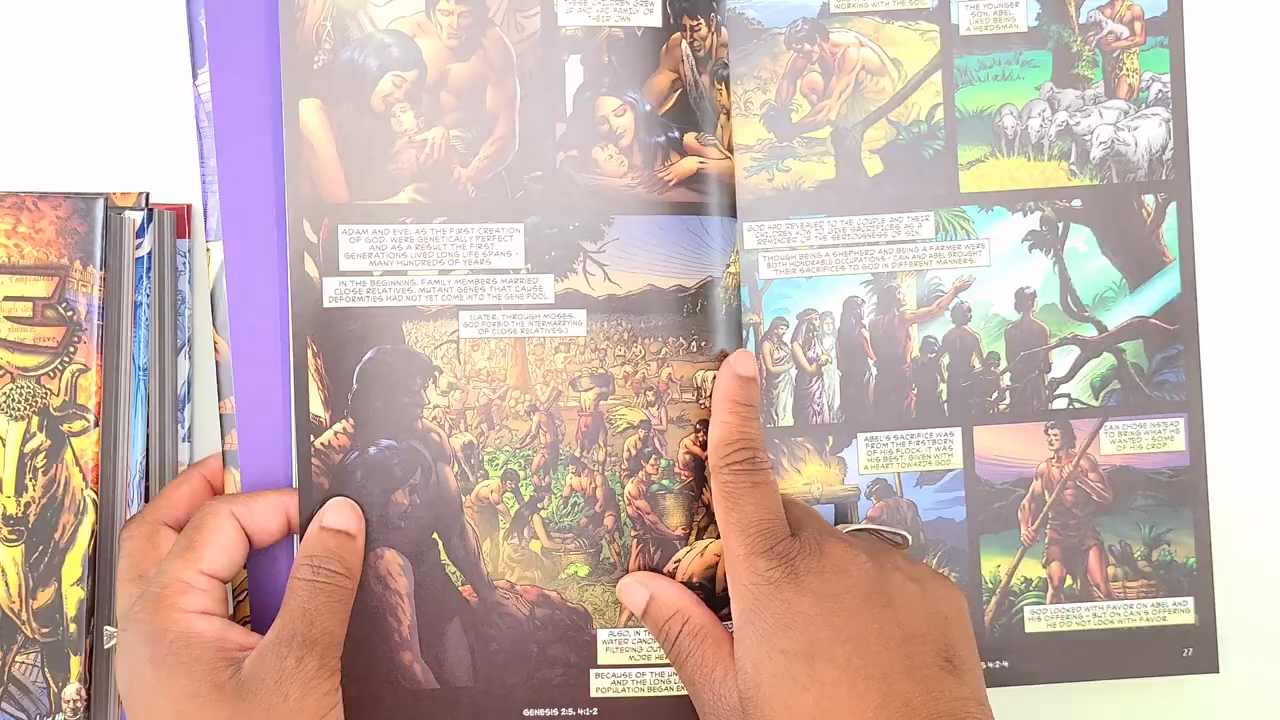 THESE CHILDREN GREW
THEIR OWN
ADAM AND EVE, AS THE FIRST CREATION
OF GOD, WERE GENETICALLY PERFECT
AND AS A RESULT THE FIRST
GENERATIONS LIVED LONG LIFE SPANS -
MANY HUNDREDS OF YEARS.
IN THE BEGINNING, FAMILY MEMBERS MARRIED
CLOSE RELATIVES. MUTANT GENES THAT CAUSE
DEFORMITIES HAD NOT YET COME INTO THE GENE POOL.
(LATER, THROUGH MOSES,
GOD FORBID THE INTERMARRYING
OF CLOSE RELATIVES.)
ALSO, IN TH
WATER CANOP
FILTERING OUT
MORE HEA
BECAUSE OF THE
AND THE LONG LI
POPULATION BEGAN EX
GENESIS 2:5, 4:1-2
WORKING WITH THE SOIL.
THE YOUNGER
SON, ABEL
LIKED BEING
A HERDSMAN.
GOD HAD REVEALED TO THE COUPLE AND THEIR
CHILDREN TO GIVE SACRIFICES AS A
REMINDER OF THE SERIOUSNESS OF SIN.
THOUGH BEING A SHEPHERD AND BEING A FARMER WERE
BOTH HONORABLE OCCUPATIONS - CAIN AND ABEL BROUGHT
THEIR SACRIFICES TO GOD IN DIFFERENT MANNERS.
ABEL'S SACRIFICE WAS
FROM THE FIRSTBORN
OF HIS FLOCK. IT WAS
HIS BEST, GIVEN WITH
A HEART TOWARDS GOD.
CAIN CHOSE INSTEAD
TO BRING WHAT HE
WANTED - SOME
OF HIS CROP.
GOD LOOKED WITH FAVOR ON ABEL AND
HIS OFFERING - BUT ON CAIN'S OFFERING
HE DID NOT LOOK WITH FAVOR.
S 4:2-4
27
the grave